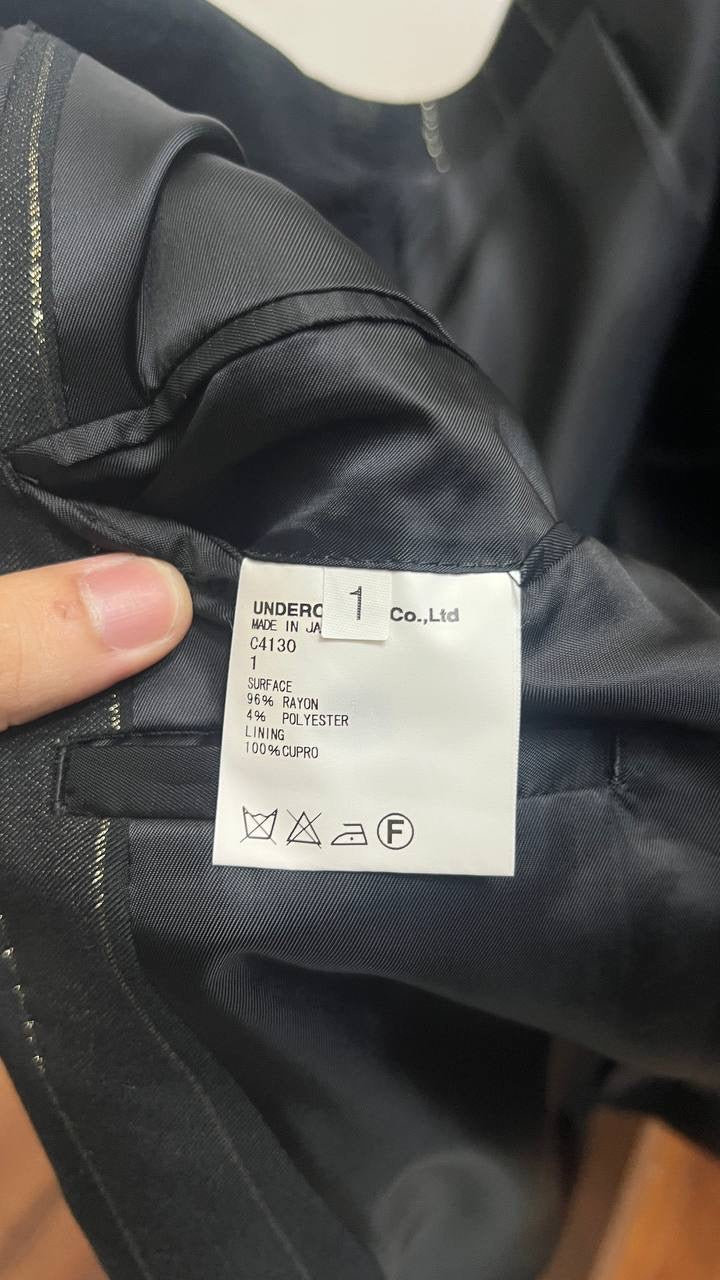 1
UNDERC Co.,Ltd
MADE IN JA
C4130
1
SURFACE
96% RAYON
4% POLYESTER
LINING
100%CUPRO
F